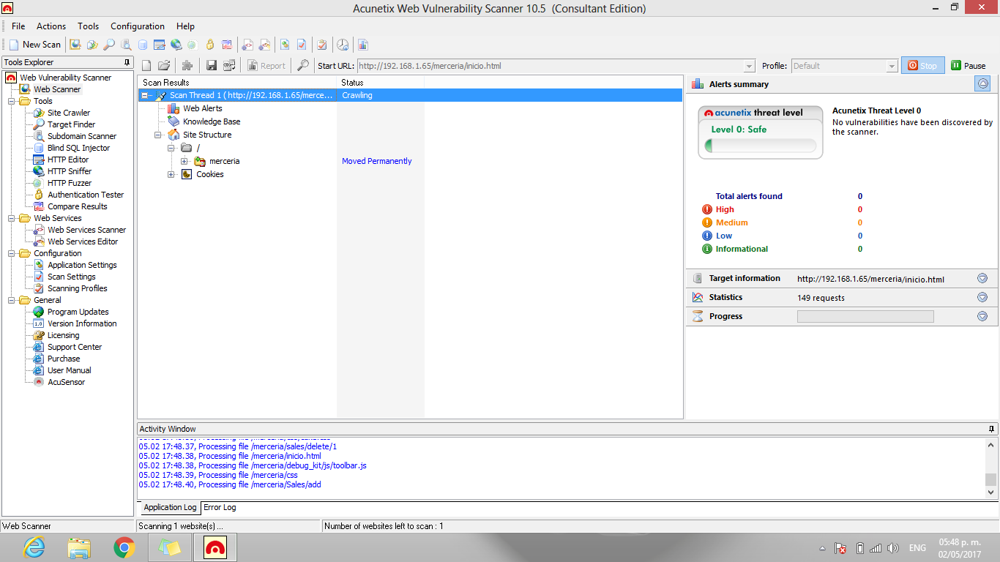 Acunetix Web Vulnerability Scanner 10.5 (Consultant Edition)
File Actions Tools Configuration Help
New Scan
Tools Explorer
Report
Start URL: http://192.168.1.65/merceria/inicio.html
Profile: Default
Stop
Pause
Web Vulnerability Scanner
Web Scanner
Tools
Site Crawler
Target Finder
Subdomain Scanner
Blind SQL Injector
HTTP Editor
HTTP Sniffer
HTTP Fuzzer
Authentication Tester
Compare Results
Web Services
Web Services Scanner
Web Services Editor
Configuration
Application Settings
Scan Settings
Scanning Profiles
General
Program Updates
1.0 Version Information
Licensing
Support Center
Purchase
User Manual
AcuSensor
Scan Results Status
Scan Thread 1 ( http://192.168.1.65/merce... Crawling
Web Alerts
Knowledge Base
Site Structure
/
merceria Moved Permanently
Cookies
Alerts summary
acunetix threat level
Level 0: Safe
Acunetix Threat Level 0
No vulnerabilities have been discovered by
the scanner.
Total alerts found 0
High 0
Medium 0
Low 0
Informational 0
Target information http://192.168.1.65/merceria/inicio.html
Statistics 149 requests
Progress
Activity Window
05.02 17:48.37, Processing file /merceria/sales/delete/1
05.02 17:48.38, Processing file /merceria/inicio.html
05.02 17:48.38, Processing file /merceria/debug_kit/js/toolbar.js
05.02 17:48.39, Processing file /merceria/css
05.02 17:48.40, Processing file /merceria/Sales/add
Application Log Error Log
Web Scanner
Scanning 1 website(s) ...
Number of websites left to scan : 1
ENG
05:48 p. m.
02/05/2017